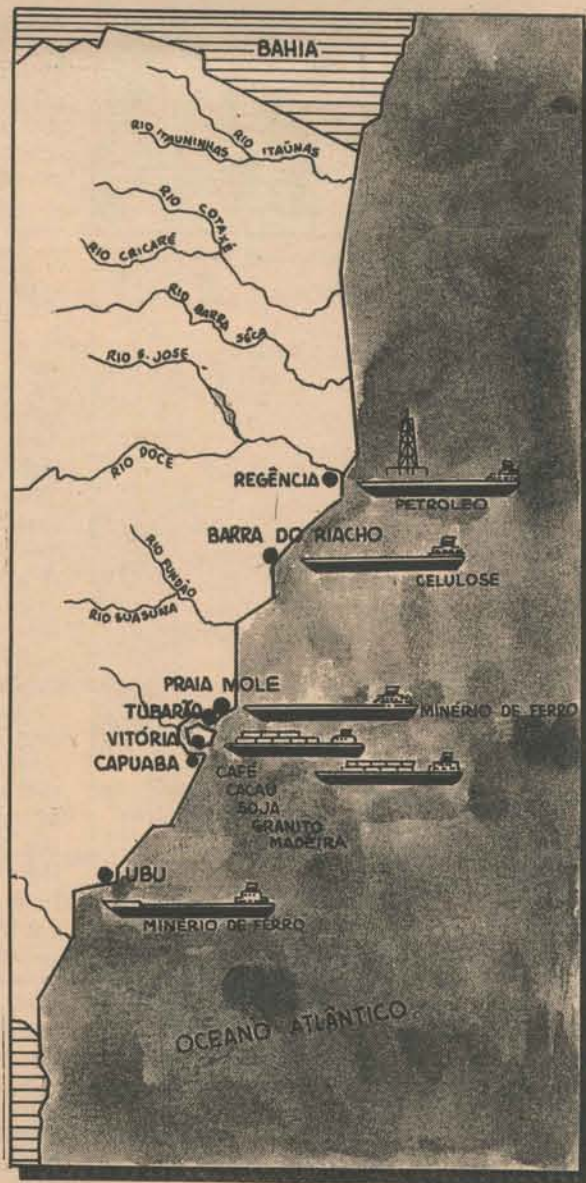 BAHIA
RIO ITAUNINHAS
RIO ITAÚNAS
RIO COTAXÉ
RIO CRICARÉ
RIO BARRA SÊCA
RIO S. JOSE
RIO DOCE
REGÊNCIA
PETROLEO
BARRA DO RIACHO
CELULOSE
RIO FUNDÃO
RIO SUASUNA
PRAIA MOLE
TUBARÃO
MINÉRIO DE FERRO
VITÓRIA
CAPUABA
CAFÉ
CACAU
SOJA
GRANITO
MADEIRA
UBU
MINÉRIO DE FERRO
OCEANO ATLÂNTICO